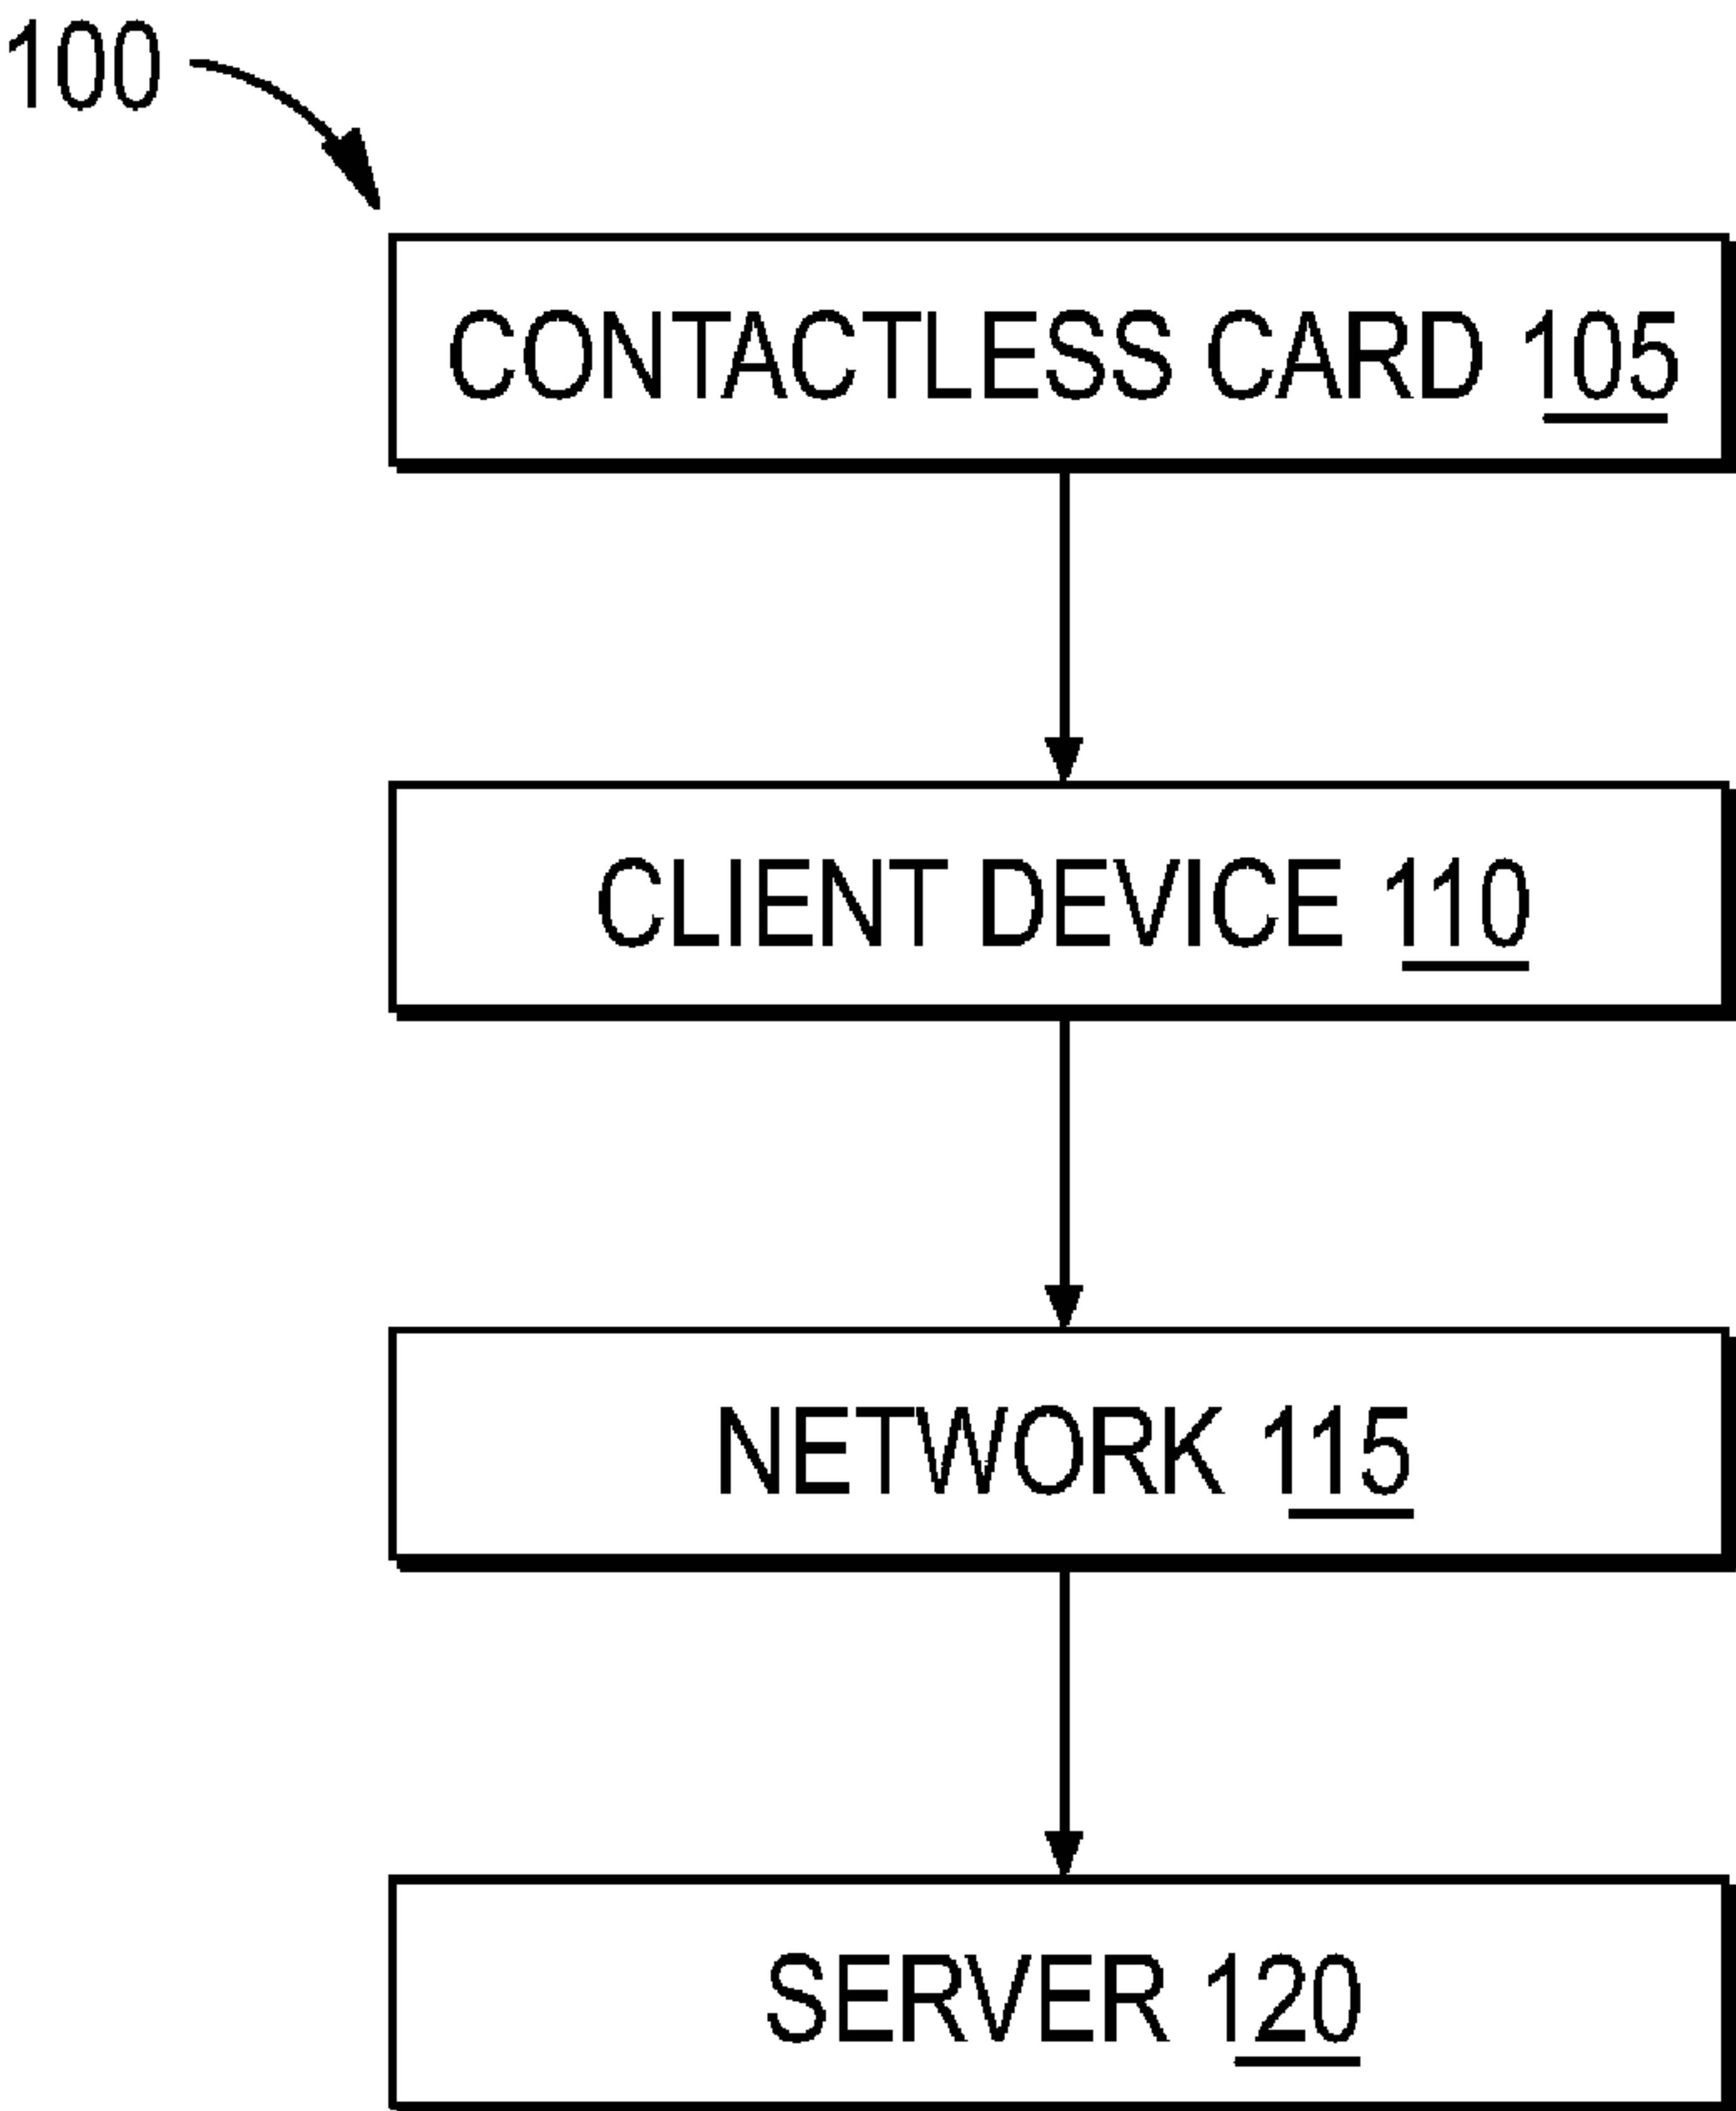 100
CONTACTLESS CARD 105
CLIENT DEVICE 110
NETWORK 115
SERVER 120